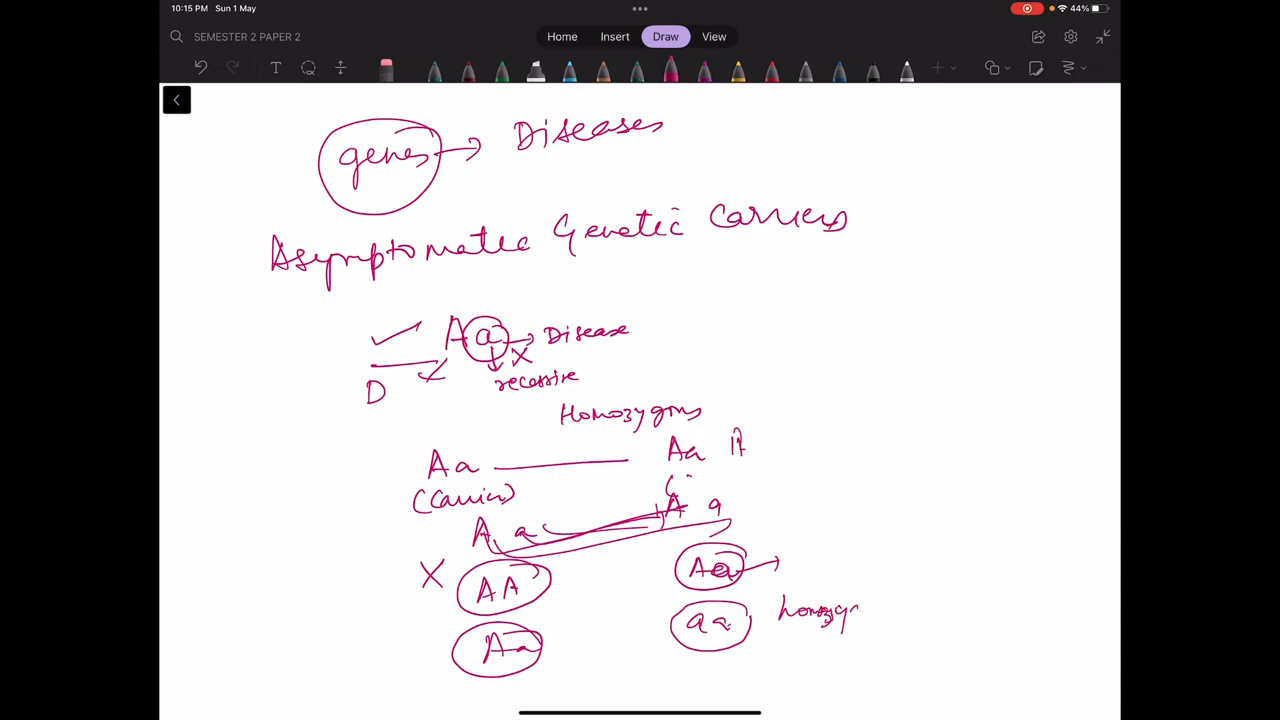 10:15 PM Sun 1 May
44%
SEMESTER 2 PAPER 2
Home Insert Draw View
genes → Diseases
Asymptomatic Genetic Carriers
Aa → Disease
D
recessive
Homozygous
Aa Aa
(Carrier)
A a A a
X AA Aa
Aa aa homozyg